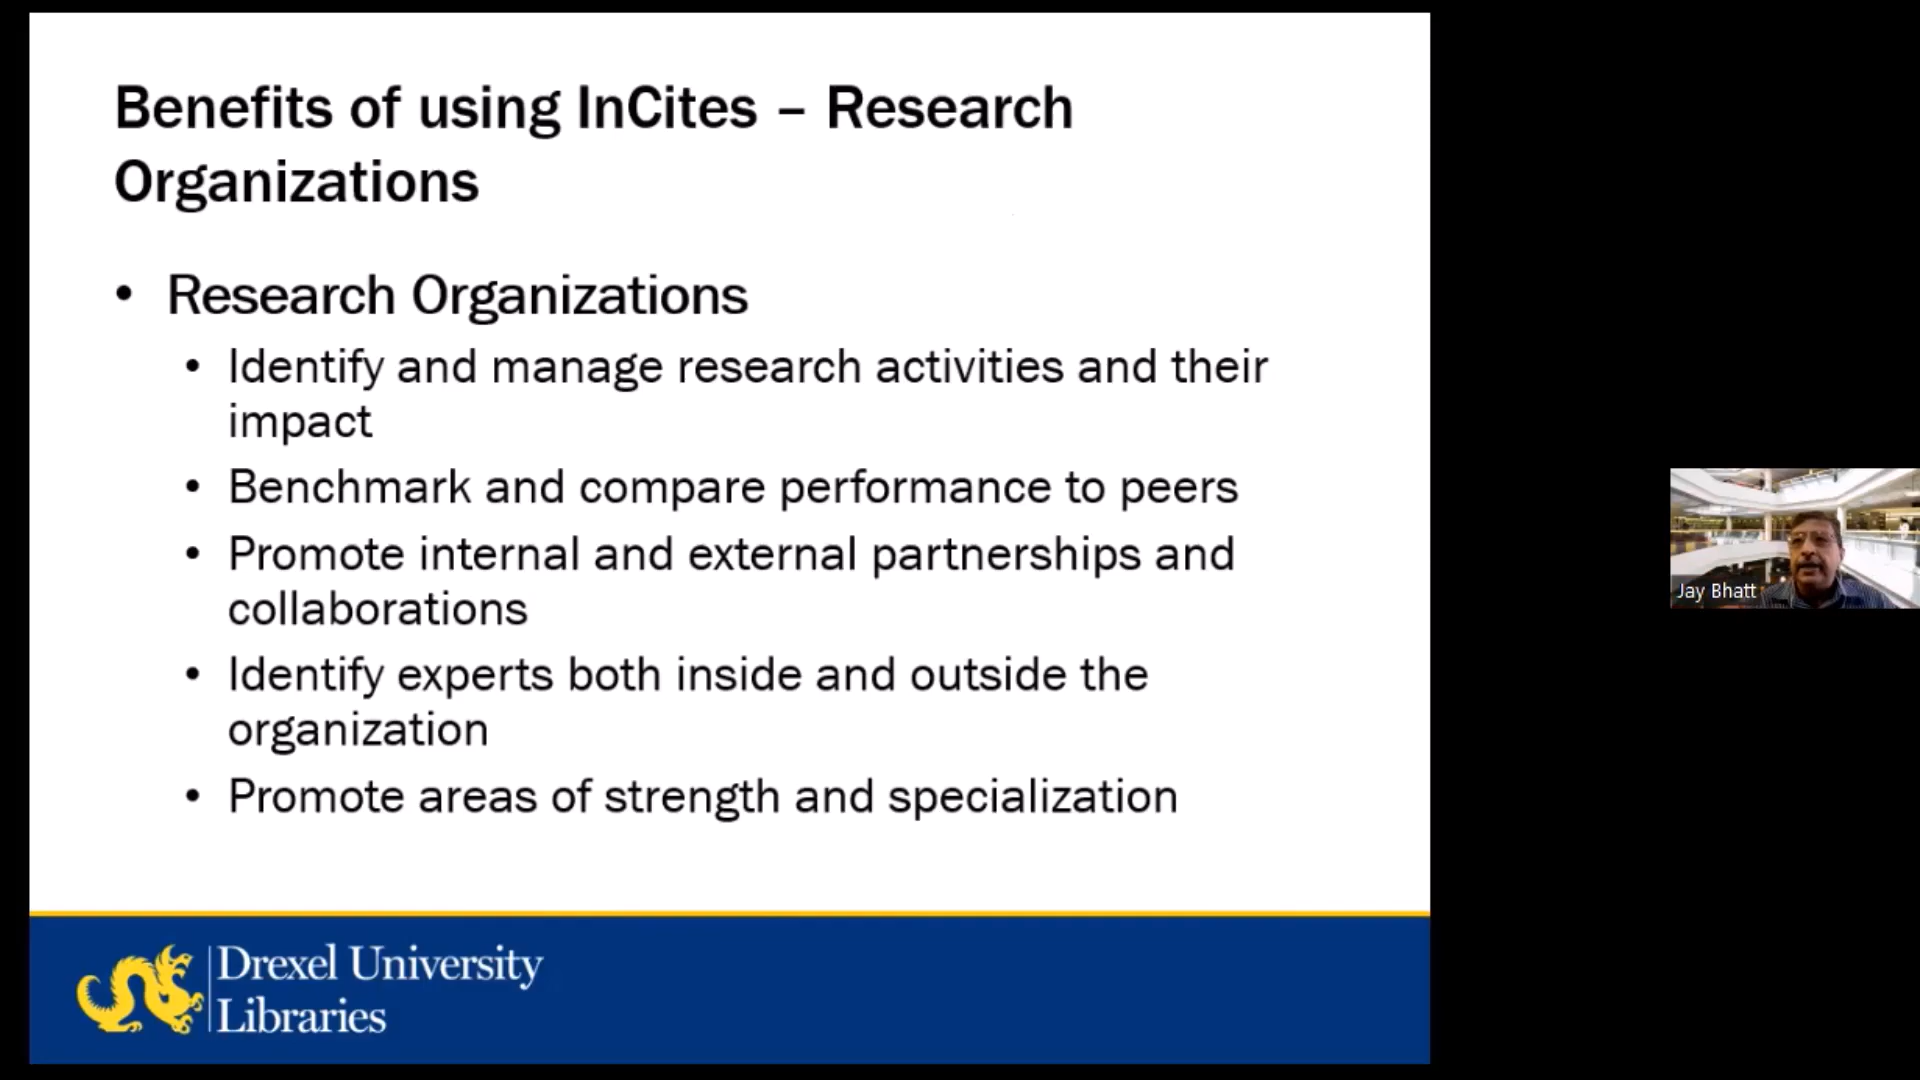 Benefits of using InCites – Research
Organizations
• Research Organizations
• Identify and manage research activities and their
impact
• Benchmark and compare performance to peers
• Promote internal and external partnerships and
collaborations
• Identify experts both inside and outside the
organization
• Promote areas of strength and specialization
Drexel University
Libraries
Jay Bhatt